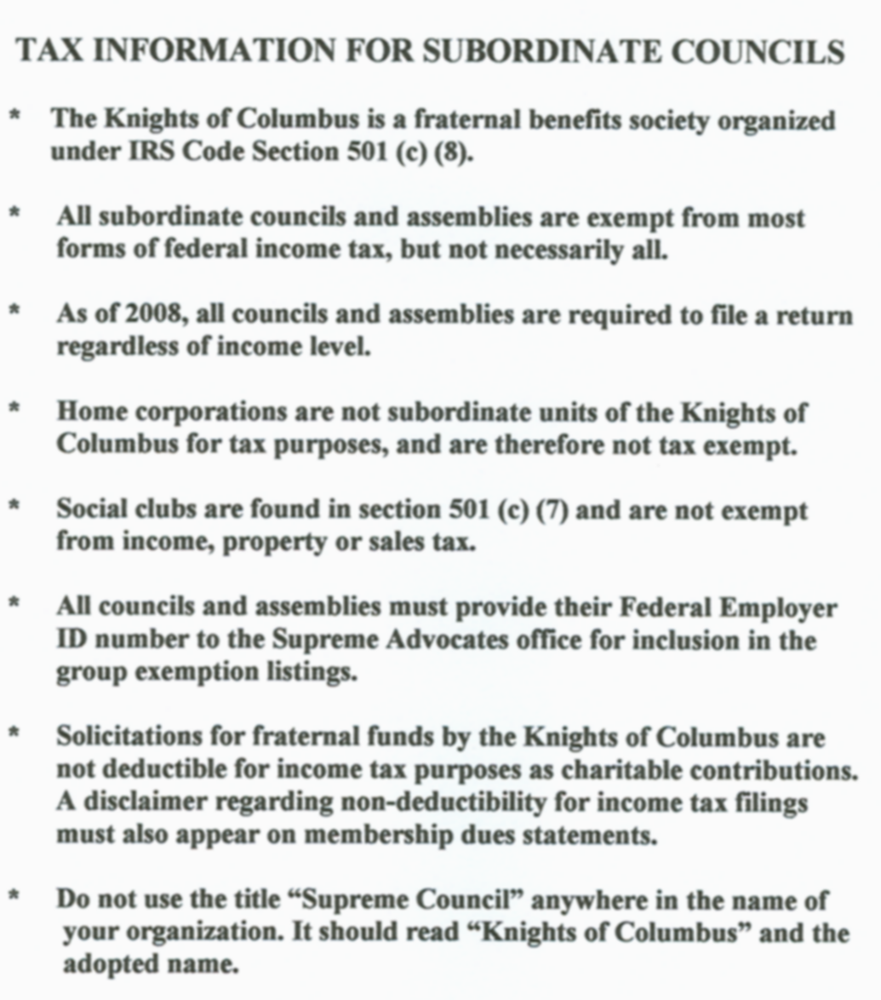 TAX INFORMATION FOR SUBORDINATE COUNCILS
* The Knights of Columbus is a fraternal benefits society organized
under IRS Code Section 501 (c) (8).
* All subordinate councils and assemblies are exempt from most
forms of federal income tax, but not necessarily all.
* As of 2008, all councils and assemblies are required to file a return
regardless of income level.
* Home corporations are not subordinate units of the Knights of
Columbus for tax purposes, and are therefore not tax exempt.
* Social clubs are found in section 501 (c) (7) and are not exempt
from income, property or sales tax.
* All councils and assemblies must provide their Federal Employer
ID number to the Supreme Advocates office for inclusion in the
group exemption listings.
* Solicitations for fraternal funds by the Knights of Columbus are
not deductible for income tax purposes as charitable contributions.
A disclaimer regarding non-deductibility for income tax filings
must also appear on membership dues statements.
* Do not use the title “Supreme Council” anywhere in the name of
your organization. It should read “Knights of Columbus” and the
adopted name.